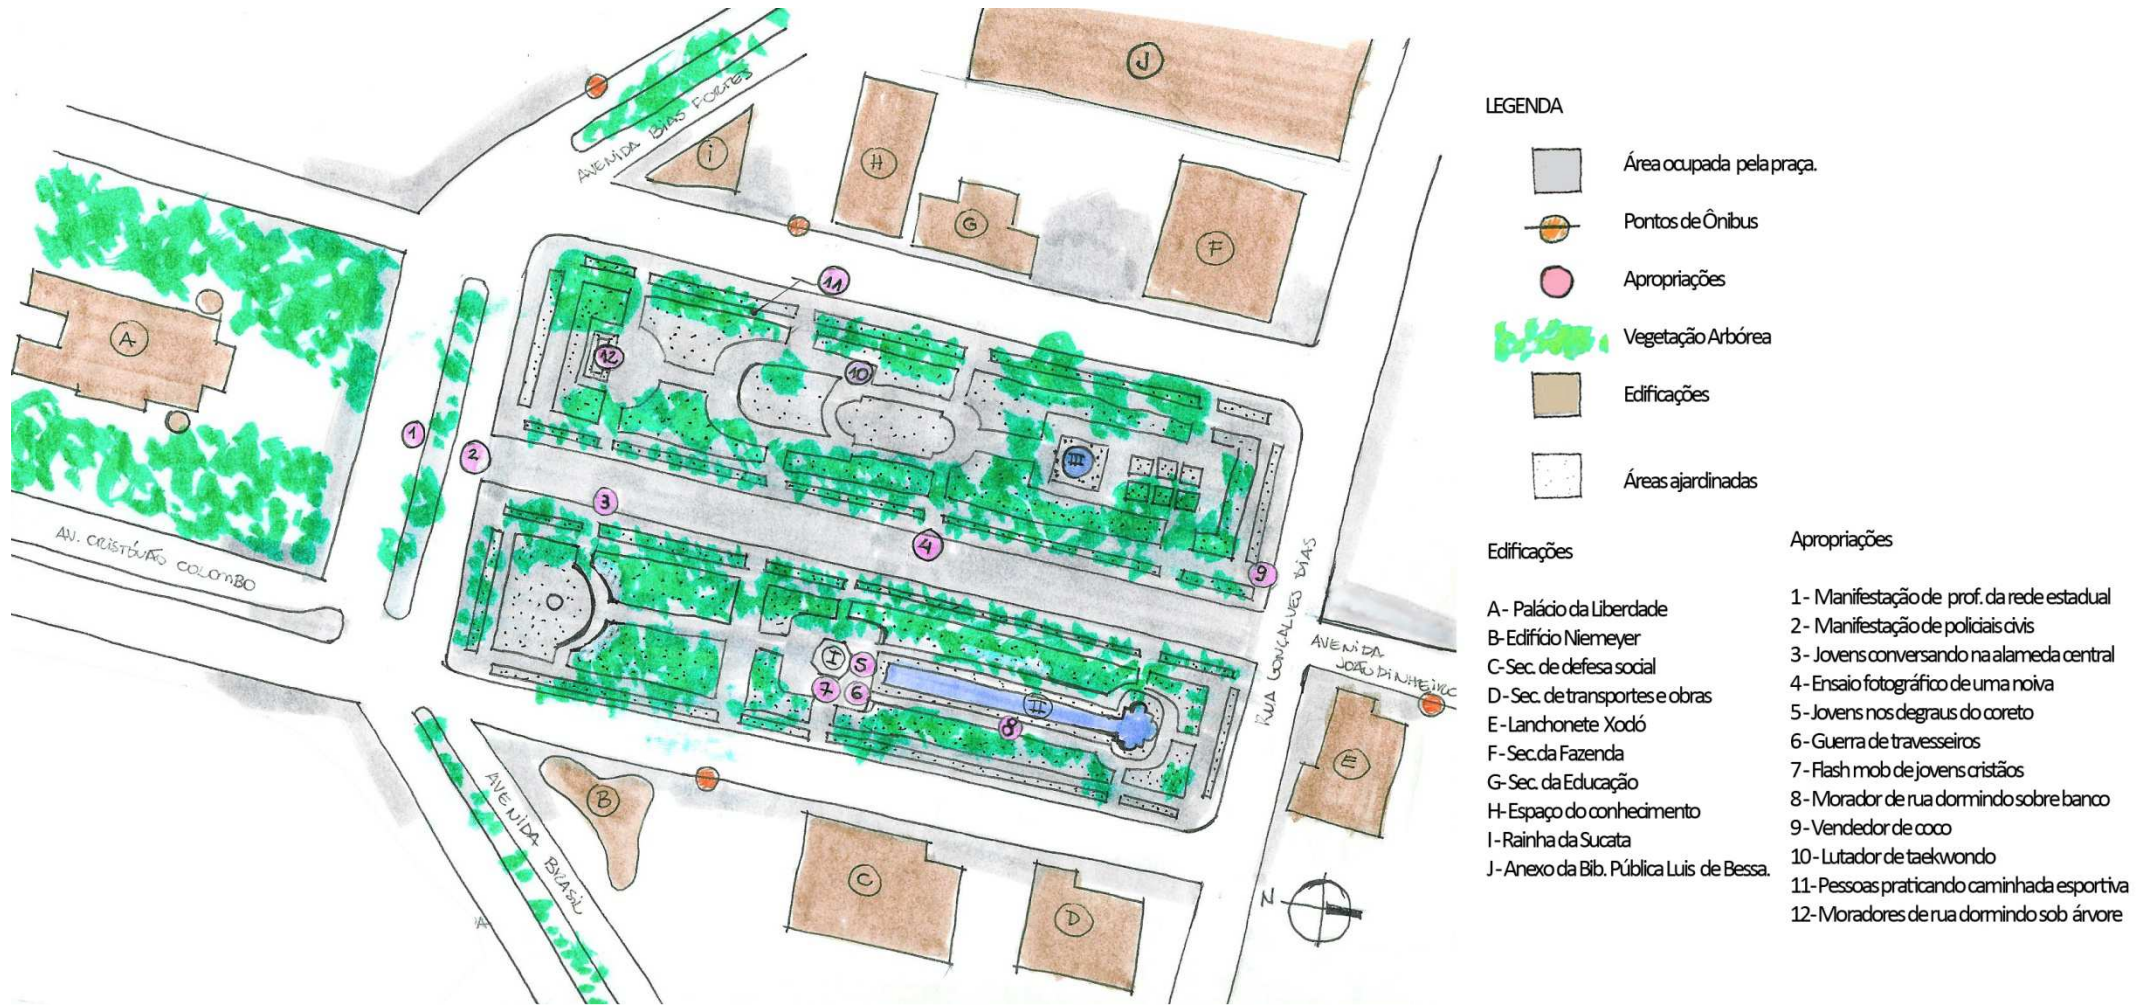 J
AVENIDA
BIAS FORTES
i
H
G
F
A
11
12
10
III
1
2
3
4
9
AV. CRISTÓVÃO COLOMBO
RUA GONÇALVES DIAS
AVENIDA
JOÃO PINHEIRO
I
5
7
6
II
8
E
B
AVENIDA BRASIL
C
D
N
LEGENDA
Área ocupada pela praça.
Pontos de Ônibus
Apropriações
Vegetação Arbórea
Edificações
Áreas ajardinadas
Edificações
A- Palácio da Liberdade
B- Edifício Niemeyer
C- Sec. de defesa social
D- Sec. de transportes e obras
E- Lanchonete Xodó
F- Sec.da Fazenda
G- Sec. da Educação
H- Espaço do conhecimento
I- Rainha da Sucata
J- Anexo da Bib. Pública Luis de Bessa.
Apropriações
1- Manifestação de prof. da rede estadual
2- Manifestação de policiais civis
3- Jovens conversando na alameda central
4- Ensaio fotográfico de uma noiva
5- Jovens nos degraus do coreto
6- Guerra de travesseiros
7- Flash mob de jovens cristãos
8- Morador de rua dormindo sobre banco
9- Vendedor de coco
10- Lutador de taekwondo
11- Pessoas praticando caminhada esportiva
12- Moradores de rua dormindo sob árvore